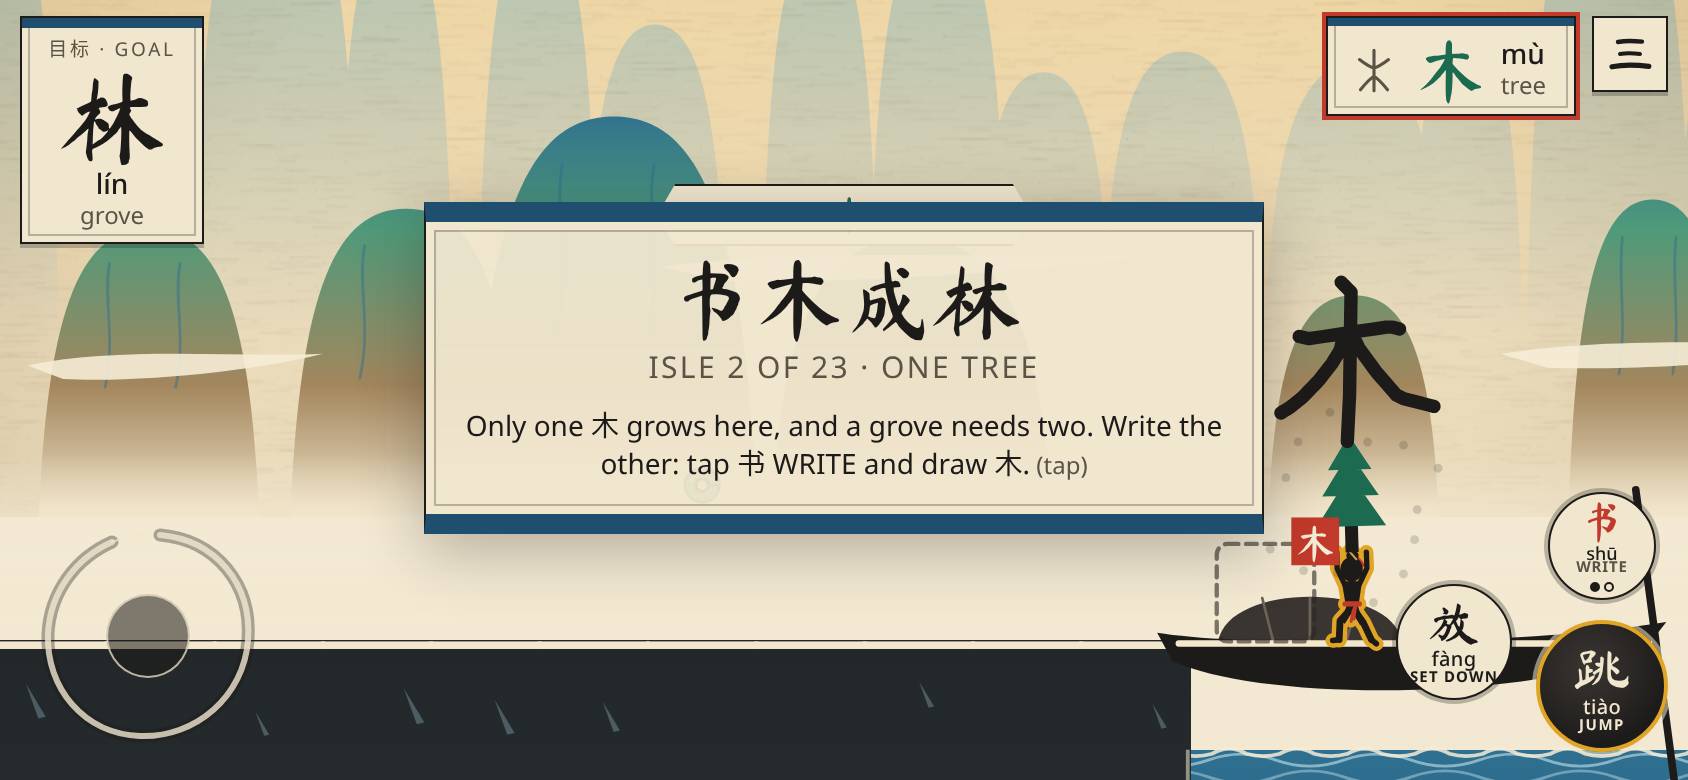 目标 · GOAL
林
lín
grove
木 mù
tree
三
书木成林
ISLE 2 OF 23 · ONE TREE
Only one 木 grows here, and a grove needs two. Write the
other: tap 书 WRITE and draw 木. (tap)
木
木
书
shū
WRITE
放
fàng
SET DOWN
跳
tiào
JUMP